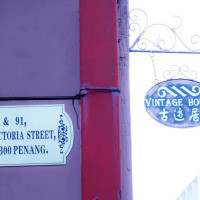 & 91,
CTORIA STREET,
300 PENANG.
VINTAGE HO
古迹居